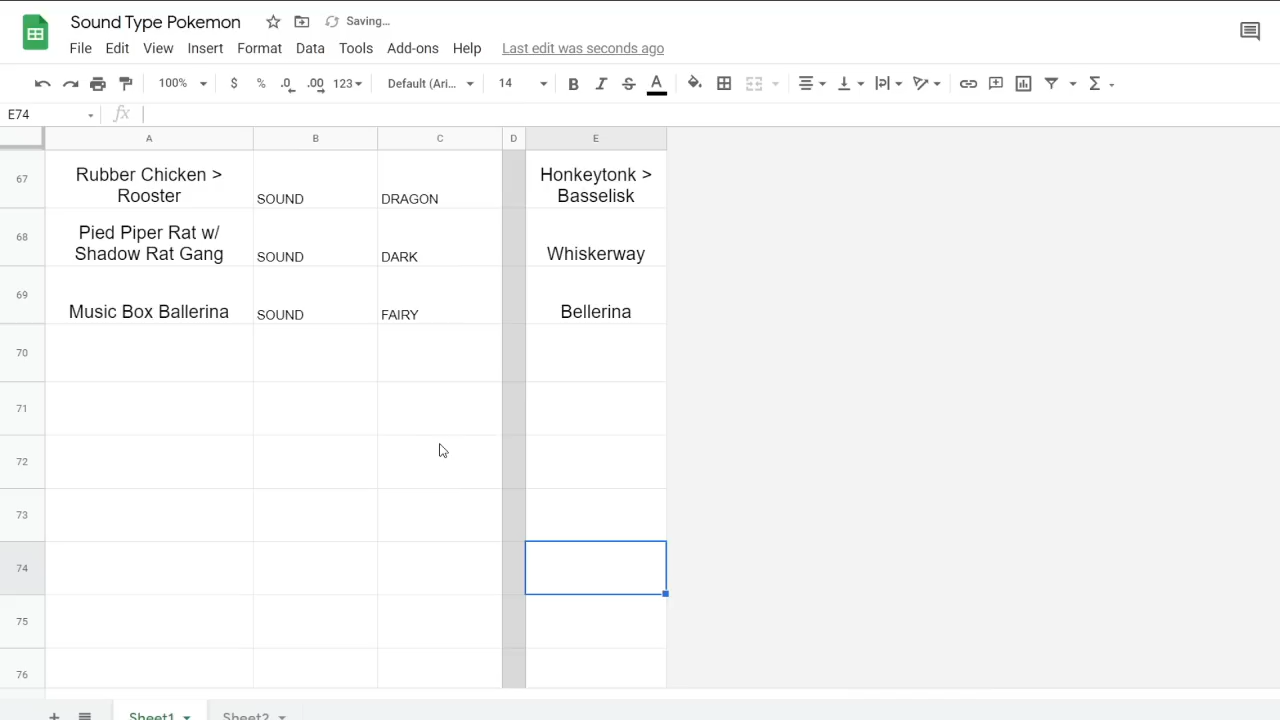 Sound Type Pokemon Saving...
File Edit View Insert Format Data Tools Add-ons Help Last edit was seconds ago
100% $ % .0 .00 123 Default (Ari... 14 B I S A Σ
E74 fx
A B C D E
67 Rubber Chicken > Rooster SOUND DRAGON Honkeytonk > Basselisk
68 Pied Piper Rat w/ Shadow Rat Gang SOUND DARK Whiskerway
69 Music Box Ballerina SOUND FAIRY Bellerina
70
71
72
73
74
75
76
+ Sheet1 Sheet2